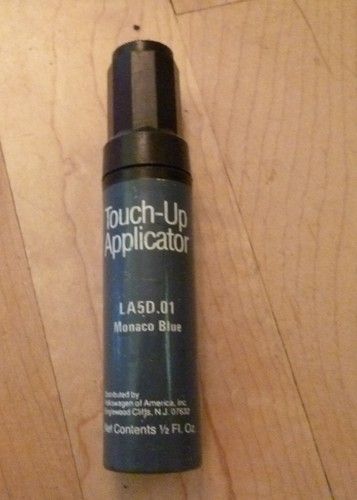 Touch-Up
Applicator
LA5D.01
Monaco Blue
Distributed by
Volkswagen of America, Inc.
Englewood Cliffs, N.J. 07632
Net Contents ½ Fl. Oz.